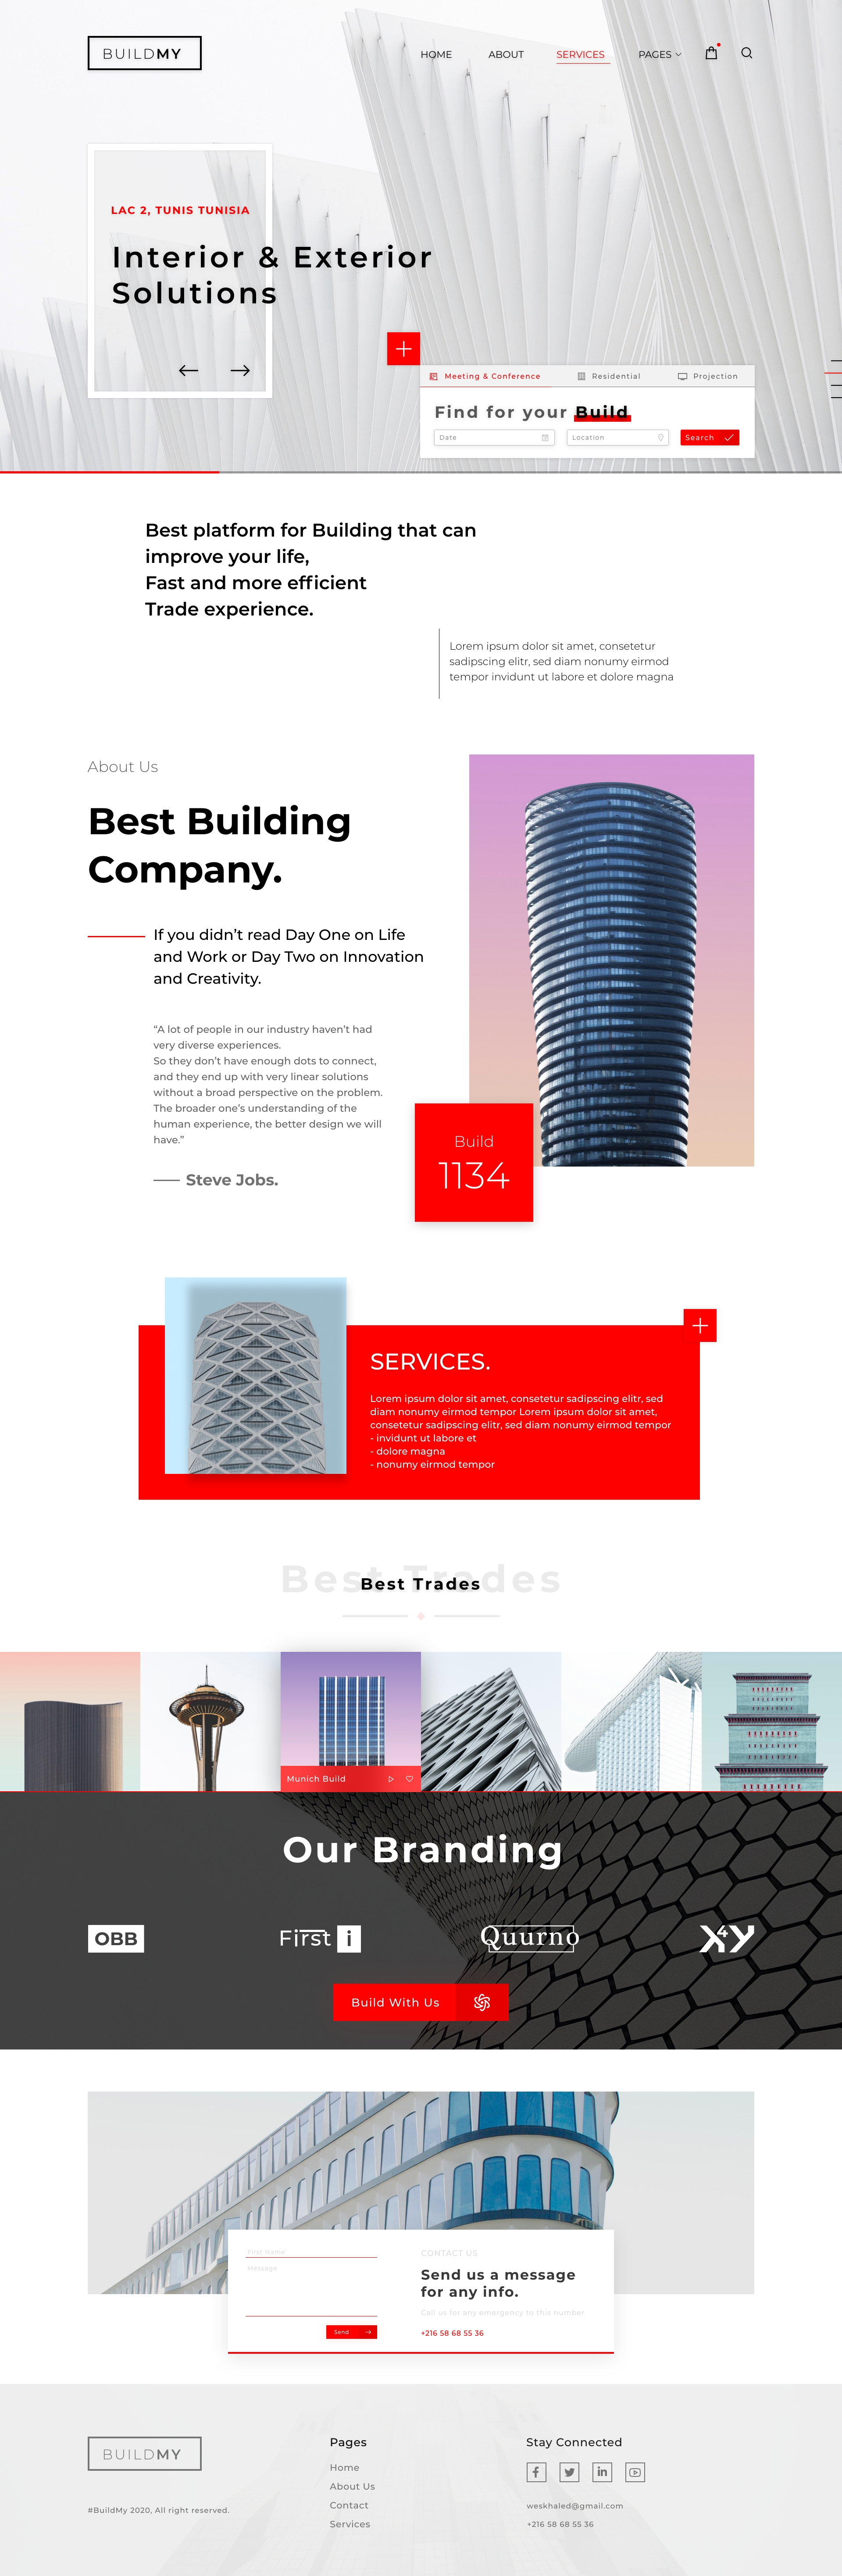 BUILDMY
HOME ABOUT SERVICES PAGES
LAC 2, TUNIS TUNISIA
Interior & Exterior
Solutions
Meeting & Conference Residential Projection
Find for your Build
Date Location Search
Best platform for Building that can
improve your life,
Fast and more efficient
Trade experience.
Lorem ipsum dolor sit amet, consetetur
sadipscing elitr, sed diam nonumy eirmod
tempor invidunt ut labore et dolore magna
About Us
Best Building
Company.
If you didn’t read Day One on Life
and Work or Day Two on Innovation
and Creativity.
“A lot of people in our industry haven’t had
very diverse experiences.
So they don’t have enough dots to connect,
and they end up with very linear solutions
without a broad perspective on the problem.
The broader one’s understanding of the
human experience, the better design we will
have.”
Steve Jobs.
Build
1134
SERVICES.
Lorem ipsum dolor sit amet, consetetur sadipscing elitr, sed
diam nonumy eirmod tempor Lorem ipsum dolor sit amet,
consetetur sadipscing elitr, sed diam nonumy eirmod tempor
- invidunt ut labore et
- dolore magna
- nonumy eirmod tempor
Best Trades
Best Trades
Munich Build
Our Branding
OBB First i Quurno X4Y
Build With Us
First Name
message
Send
CONTACT US
Send us a message
for any info.
Call us for any emergency to this number
+216 58 68 55 36
BUILDMY
#BuildMy 2020, All right reserved.
Pages
Home
About Us
Contact
Services
Stay Connected
weskhaled@gmail.com
+216 58 68 55 36